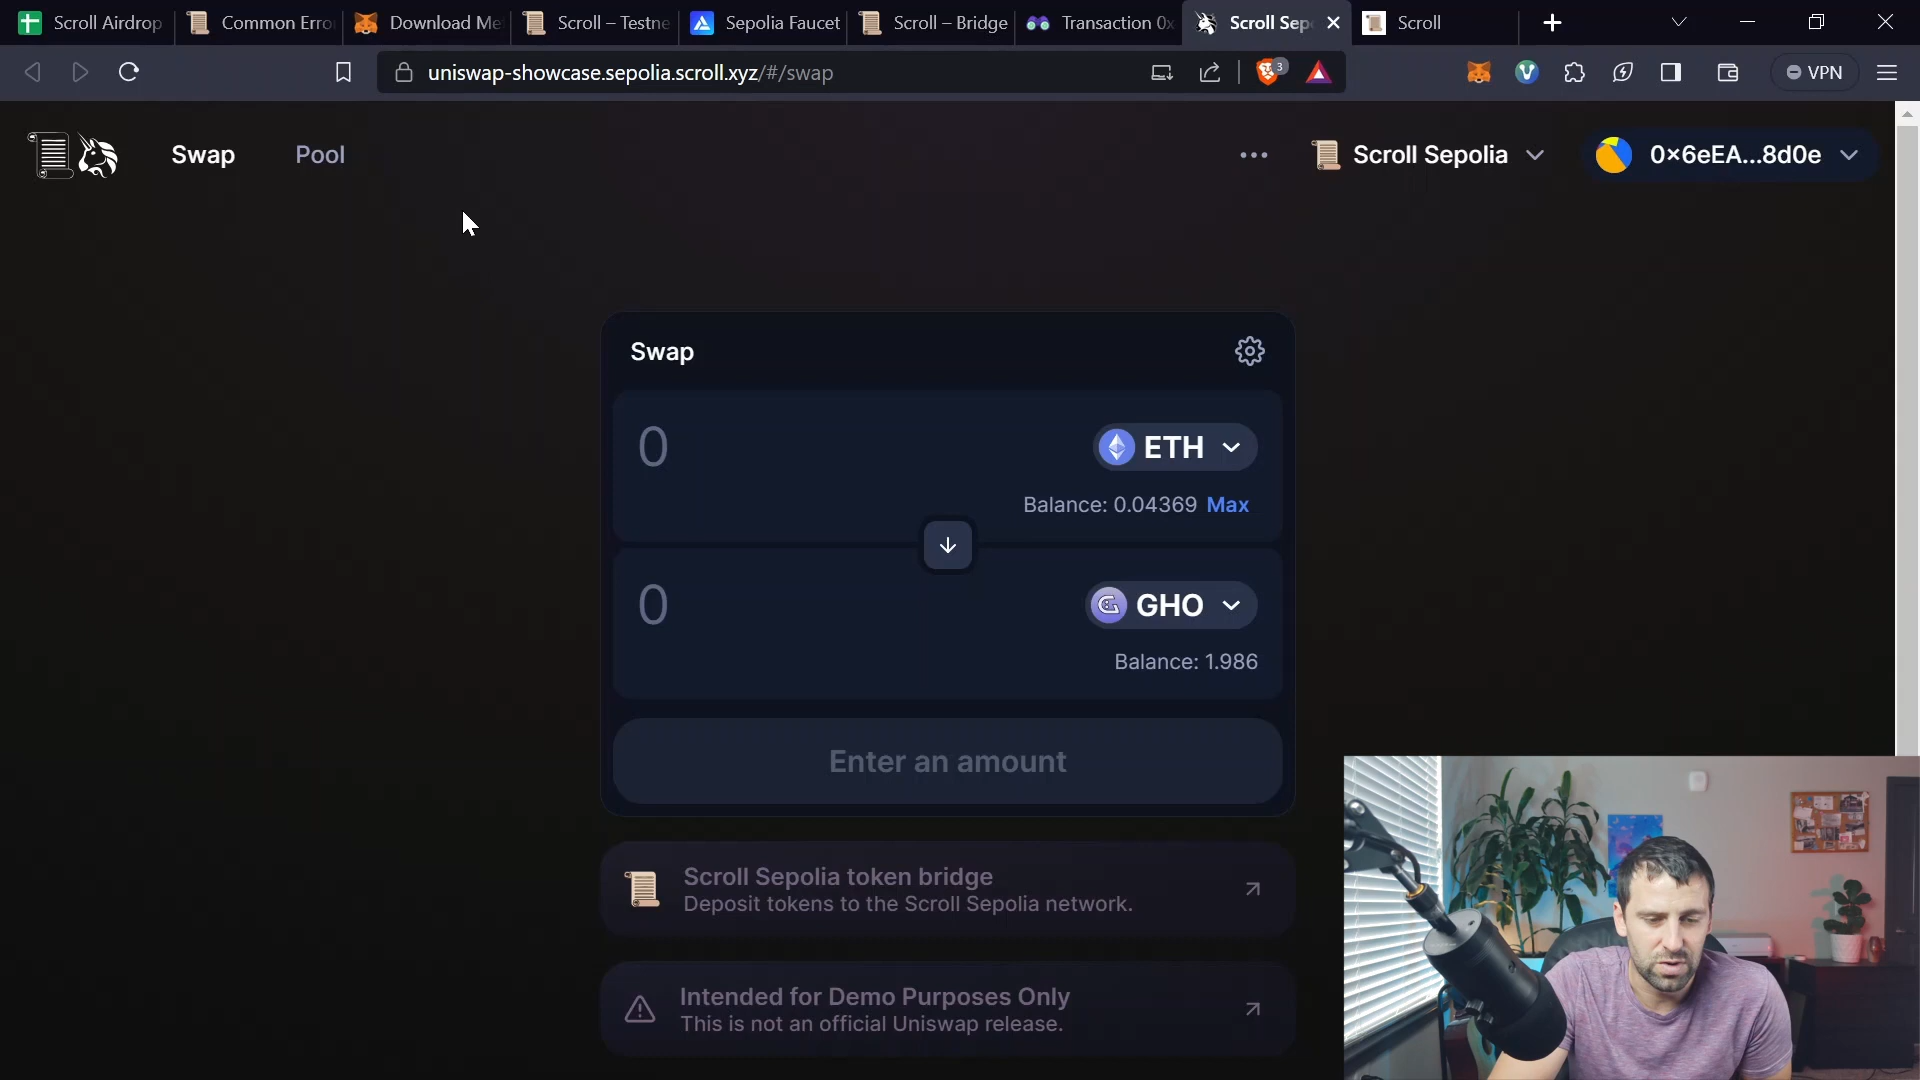 Scroll Airdrop
Common Erro
Download Me
Scroll – Testne
Sepolia Faucet
Scroll – Bridge
Transaction 0x
Scroll Sep
Scroll
uniswap-showcase.sepolia.scroll.xyz/#/swap
3
VPN
Swap
Pool
Scroll Sepolia
0×6eEA...8d0e
Swap
0
ETH
Balance: 0.04369 Max
0
GHO
Balance: 1.986
Enter an amount
Scroll Sepolia token bridge
Deposit tokens to the Scroll Sepolia network.
Intended for Demo Purposes Only
This is not an official Uniswap release.